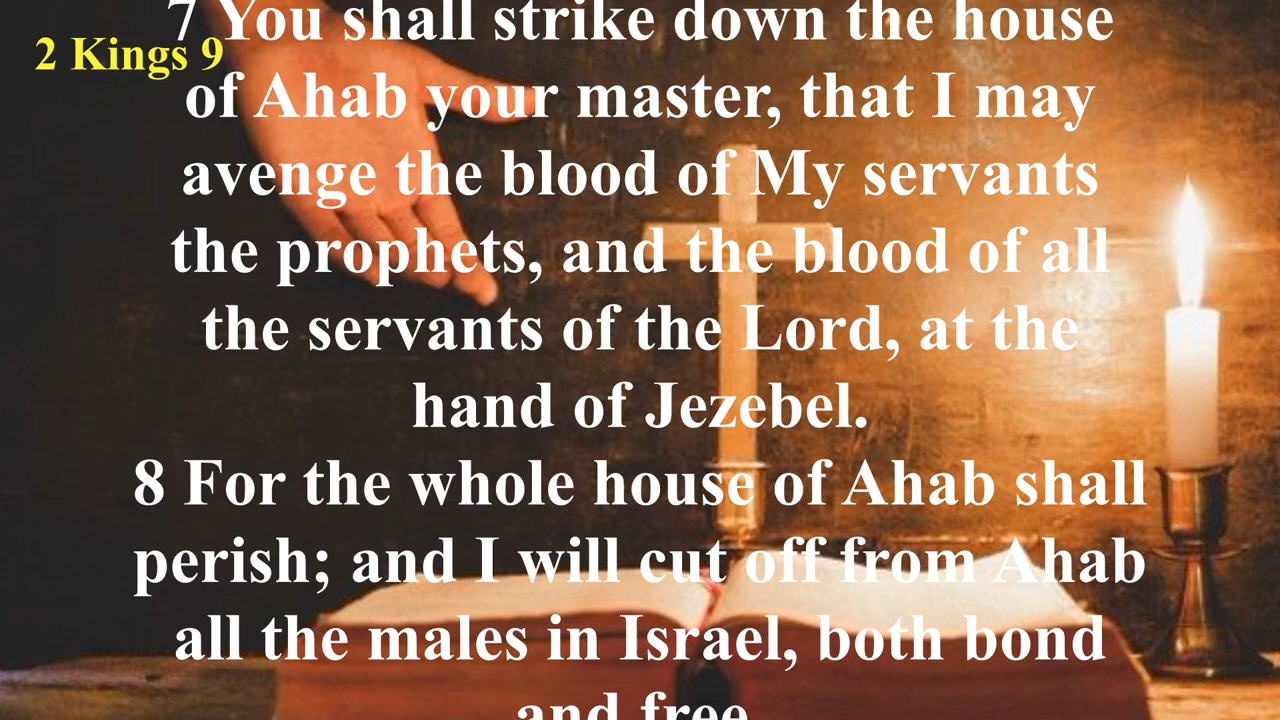 2 Kings 9
7 You shall strike down the house
of Ahab your master, that I may
avenge the blood of My servants
the prophets, and the blood of all
the servants of the Lord, at the
hand of Jezebel.
8 For the whole house of Ahab shall
perish; and I will cut off from Ahab
all the males in Israel, both bond
and free